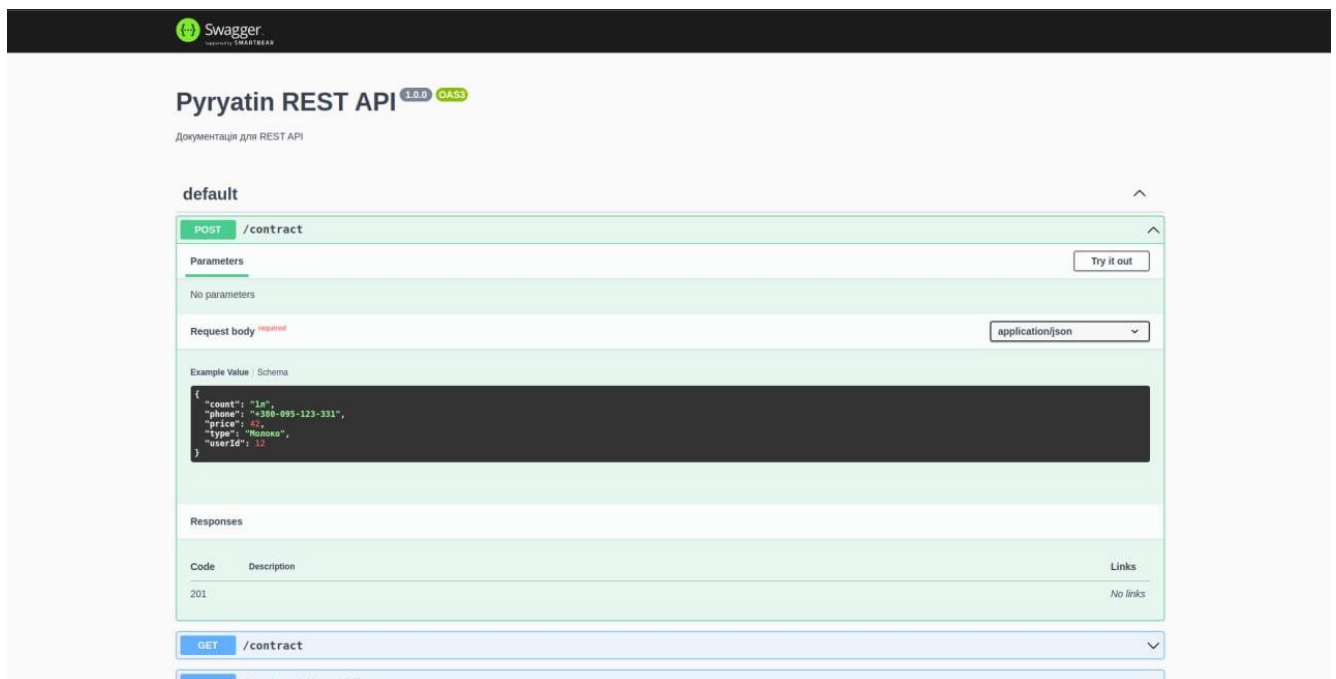 Swagger.
Supported by SMARTBEAR
Pyryatin REST API 1.0.0 OAS3
Документація для REST API
default
POST /contract
Parameters Try it out
No parameters
Request body required application/json
Example Value Schema
{
"count": "1л",
"phone": "+380-095-123-331",
"price": 42,
"type": "Молоко",
"userId": 12
}
Responses
Code Description Links
201 No links
GET /contract